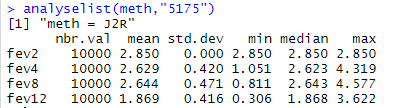 > analyselist(meth,"5175")
[1] "meth = J2R"
nbr.val mean std.dev min median max
fev2 10000 2.850 0.000 2.850 2.850 2.850
fev4 10000 2.629 0.420 1.051 2.623 4.319
fev8 10000 2.644 0.471 0.811 2.643 4.577
fev12 10000 1.869 0.416 0.306 1.868 3.622